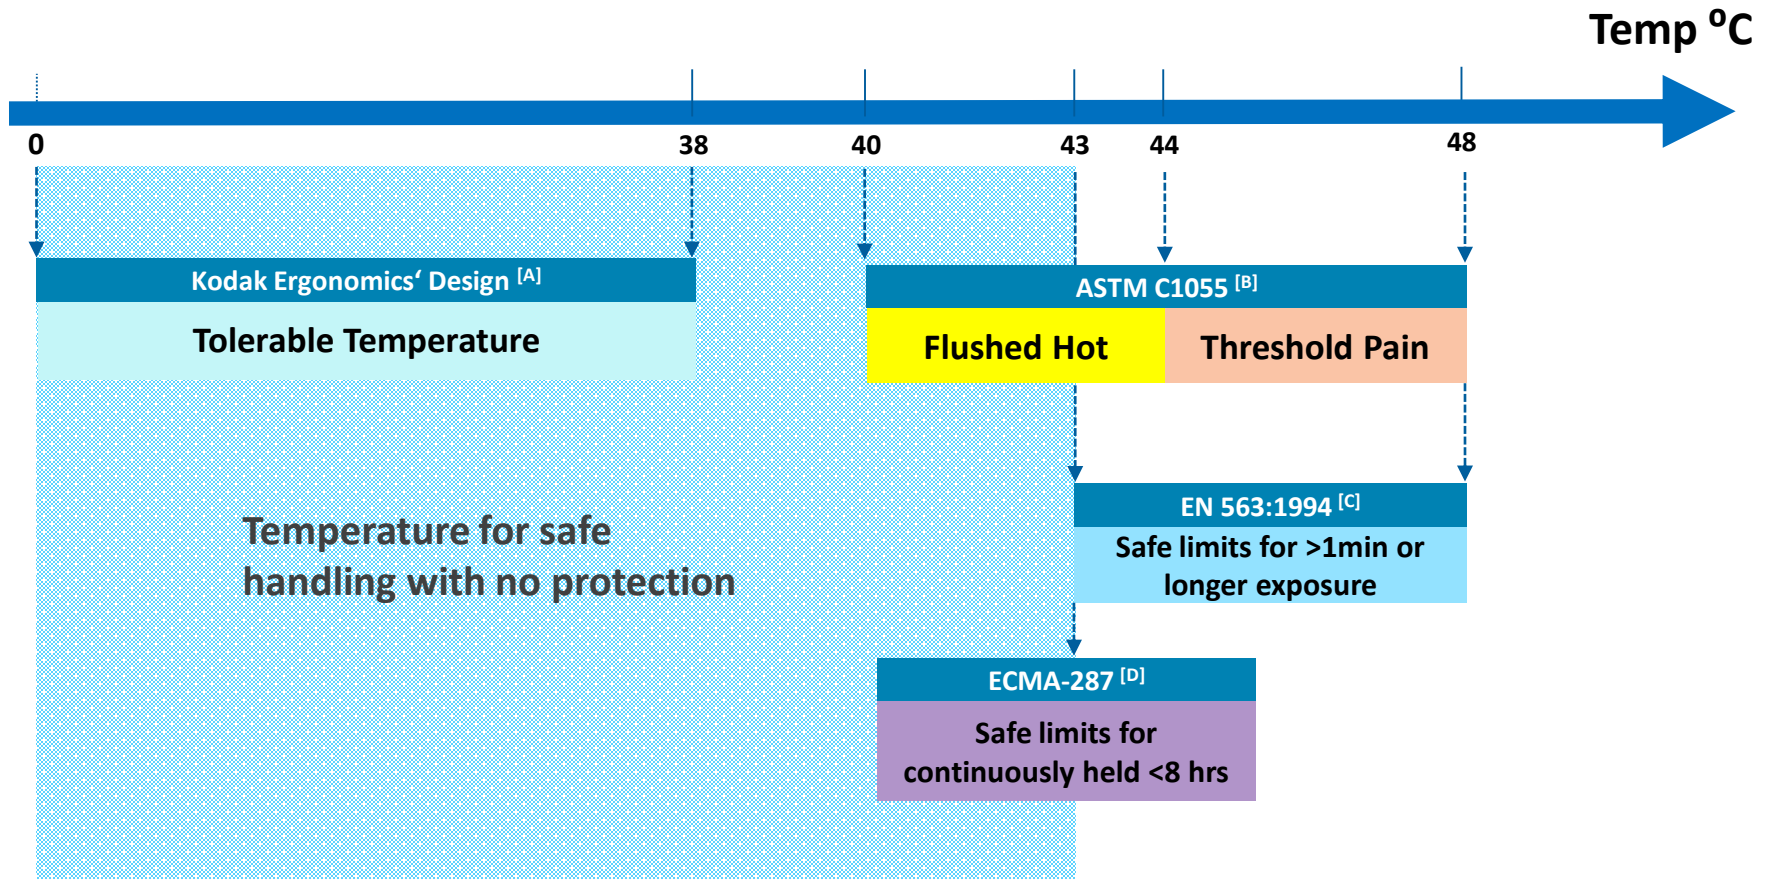 Temp ⁰C
0 38 40 43 44 48
Kodak Ergonomics‘ Design [A]
Tolerable Temperature
ASTM C1055 [B]
Flushed Hot
Threshold Pain
EN 563:1994 [C]
Safe limits for >1min or
longer exposure
Temperature for safe
handling with no protection
ECMA-287 [D]
Safe limits for
continuously held <8 hrs